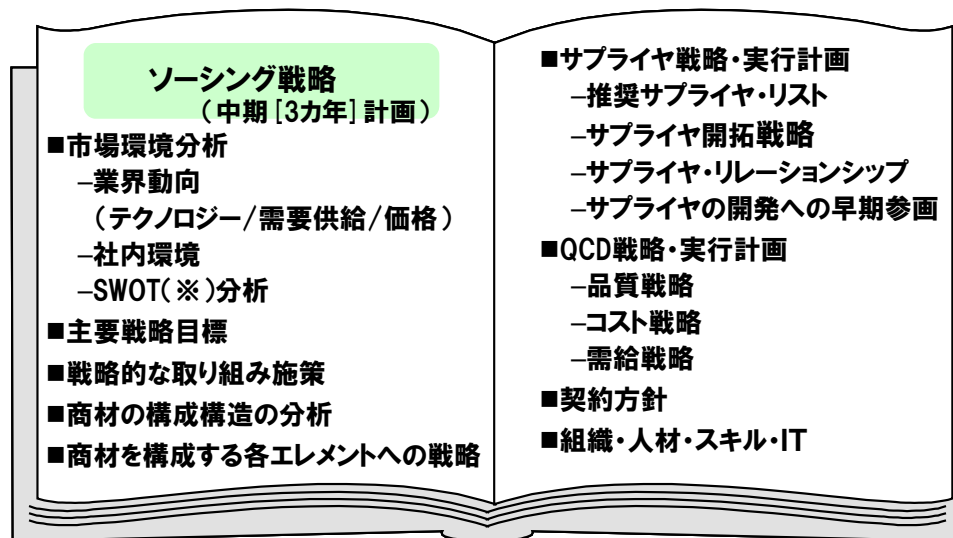 ソーシング戦略
（中期[3カ年]計画）
■市場環境分析
–業界動向
（テクノロジー/需要供給/価格）
–社内環境
–SWOT(※)分析
■主要戦略目標
■戦略的な取り組み施策
■商材の構成構造の分析
■商材を構成する各エレメントへの戦略
■サプライヤ戦略・実行計画
–推奨サプライヤ・リスト
–サプライヤ開拓戦略
–サプライヤ・リレーションシップ
–サプライヤの開発への早期参画
■QCD戦略・実行計画
–品質戦略
–コスト戦略
–需給戦略
■契約方針
■組織・人材・スキル・IT